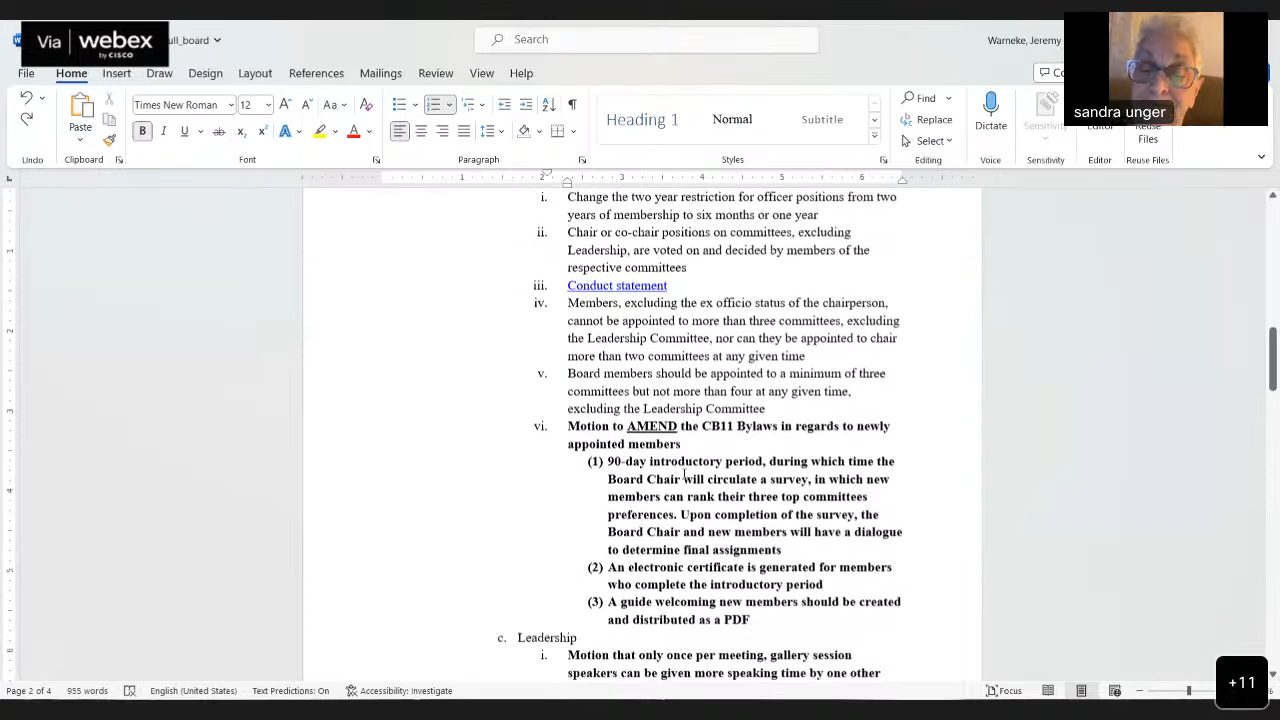 Via webex
by CISCO
ull_board
Search
Warneke, Jeremy
File Home Insert Draw Design Layout References Mailings Review View Help
Co
sandra unger
Times New Roman 12 Aa
Paste
Heading 1 Normal Subtitle
Find
Replace
Select
Dictate
Sensitivity
Editor
Reuse
Files
Undo Clipboard Font Paragraph Styles Editing Voice Sensitivity Editor Reuse Files
1 2 3 4 5 6
i. Change the two year restriction for officer positions from two
years of membership to six months or one year
ii. Chair or co-chair positions on committees, excluding
Leadership, are voted on and decided by members of the
respective committees
iii. Conduct statement
iv. Members, excluding the ex officio status of the chairperson,
cannot be appointed to more than three committees, excluding
the Leadership Committee, nor can they be appointed to chair
more than two committees at any given time
v. Board members should be appointed to a minimum of three
committees but not more than four at any given time,
excluding the Leadership Committee
vi. Motion to AMEND the CB11 Bylaws in regards to newly
appointed members
(1) 90-day introductory period, during which time the
Board Chair will circulate a survey, in which new
members can rank their three top committees
preferences. Upon completion of the survey, the
Board Chair and new members will have a dialogue
to determine final assignments
(2) An electronic certificate is generated for members
who complete the introductory period
(3) A guide welcoming new members should be created
and distributed as a PDF
c. Leadership
i. Motion that only once per meeting, gallery session
speakers can be given more speaking time by one other
Page 2 of 4 955 words English (United States) Text Predictions: On Accessibility: Investigate Focus
+11